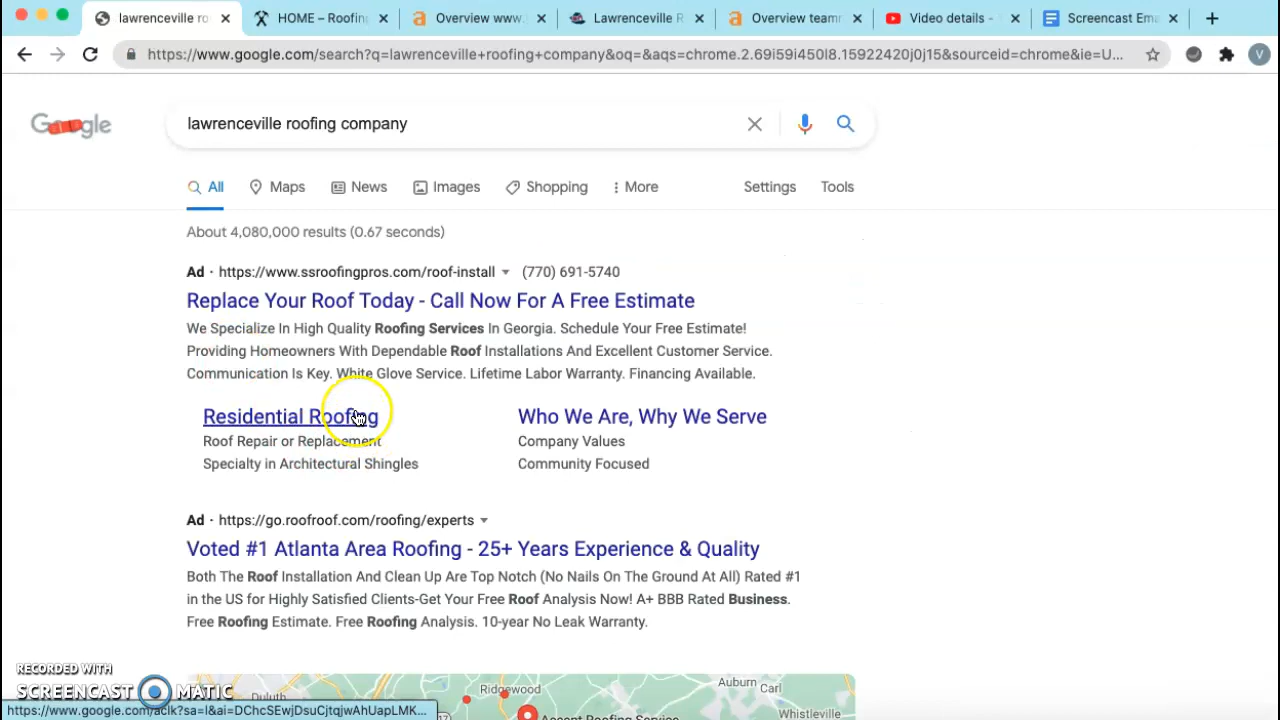 lawrenceville ro
HOME – Roofing
Overview www.
Lawrenceville R
Overview teamr
Video details -
Screencast Ema
https://www.google.com/search?q=lawrenceville+roofing+company&oq=&aqs=chrome.2.69i59i450l8.15922420j0j15&sourceid=chrome&ie=U...
V
Google
lawrenceville roofing company
All
Maps
News
Images
Shopping
More
Settings
Tools
About 4,080,000 results (0.67 seconds)
Ad · https://www.ssroofingpros.com/roof-install (770) 691-5740
Replace Your Roof Today - Call Now For A Free Estimate
We Specialize In High Quality Roofing Services In Georgia. Schedule Your Free Estimate!
Providing Homeowners With Dependable Roof Installations And Excellent Customer Service.
Communication Is Key. White Glove Service. Lifetime Labor Warranty. Financing Available.
Residential Roofing
Roof Repair or Replacement
Specialty in Architectural Shingles
Who We Are, Why We Serve
Company Values
Community Focused
Ad · https://go.roofroof.com/roofing/experts
Voted #1 Atlanta Area Roofing - 25+ Years Experience & Quality
Both The Roof Installation And Clean Up Are Top Notch (No Nails On The Ground At All) Rated #1
in the US for Highly Satisfied Clients-Get Your Free Roof Analysis Now! A+ BBB Rated Business.
Free Roofing Estimate. Free Roofing Analysis. 10-year No Leak Warranty.
RECORDED WITH
SCREENCAST MATIC
https://www.google.com/aclk?sa=l&ai=DChcSEwjDsuCjtqjwAhUapLMK...
Duluth
Ridgewood
Auburn
Carl
Accent Roofing Service
Whistleville